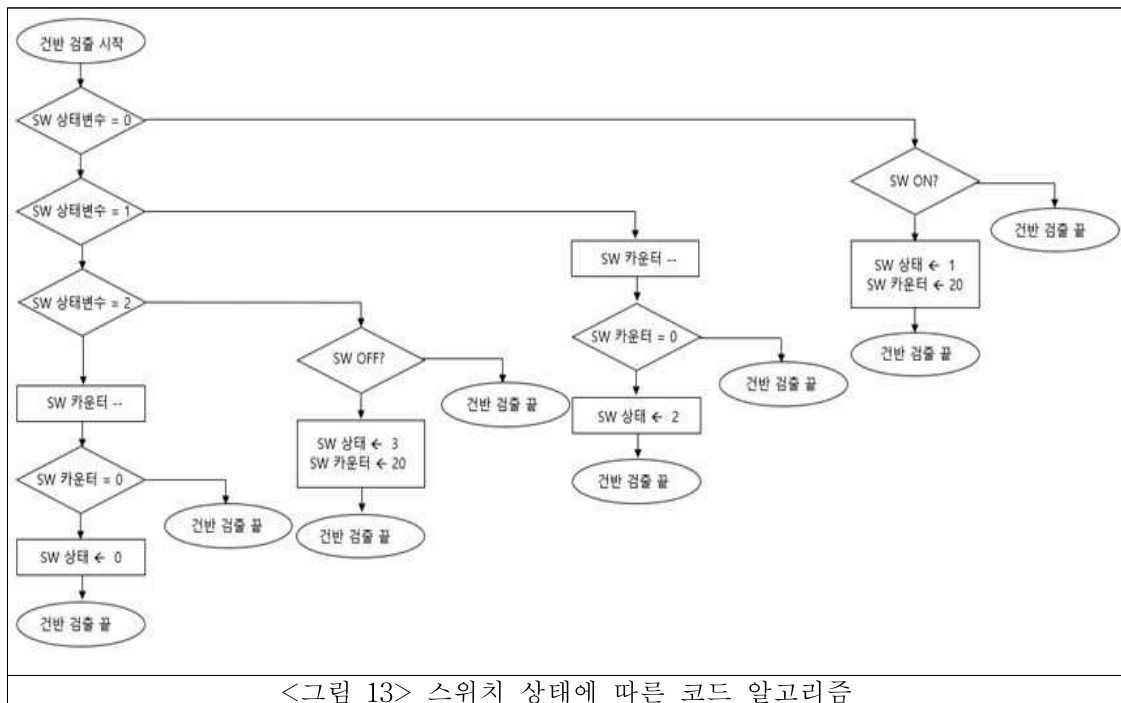 건반 검출 시작
SW 상태변수 = 0
SW ON?
건반 검출 끝
SW 상태 ← 1
SW 카운터 ← 20
건반 검출 끝
SW 상태변수 = 1
SW 카운터 --
SW 카운터 = 0
건반 검출 끝
SW 상태 ← 2
건반 검출 끝
SW 상태변수 = 2
SW OFF?
건반 검출 끝
SW 상태 ← 3
SW 카운터 ← 20
건반 검출 끝
SW 카운터 --
SW 카운터 = 0
건반 검출 끝
SW 상태 ← 0
건반 검출 끝
<그림 13> 스위치 상태에 따른 코드 알고리즘